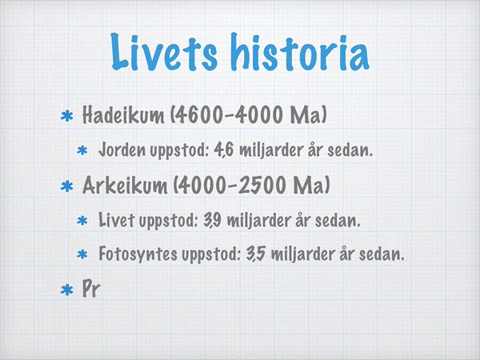 Livets historia
Hadeikum (4600-4000 Ma)
Jorden uppstod: 4,6 miljarder år sedan.
Arkeikum (4000-2500 Ma)
Livet uppstod: 3,9 miljarder år sedan.
Fotosyntes uppstod: 3,5 miljarder år sedan.
Pr